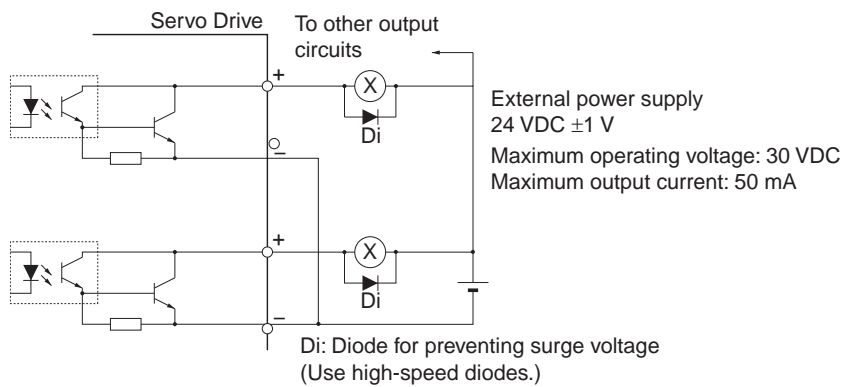 Servo Drive
To other output
circuits
+
X
Di
–
External power supply
24 VDC ±1 V
Maximum operating voltage: 30 VDC
Maximum output current: 50 mA
+
X
Di
–
Di: Diode for preventing surge voltage
(Use high-speed diodes.)